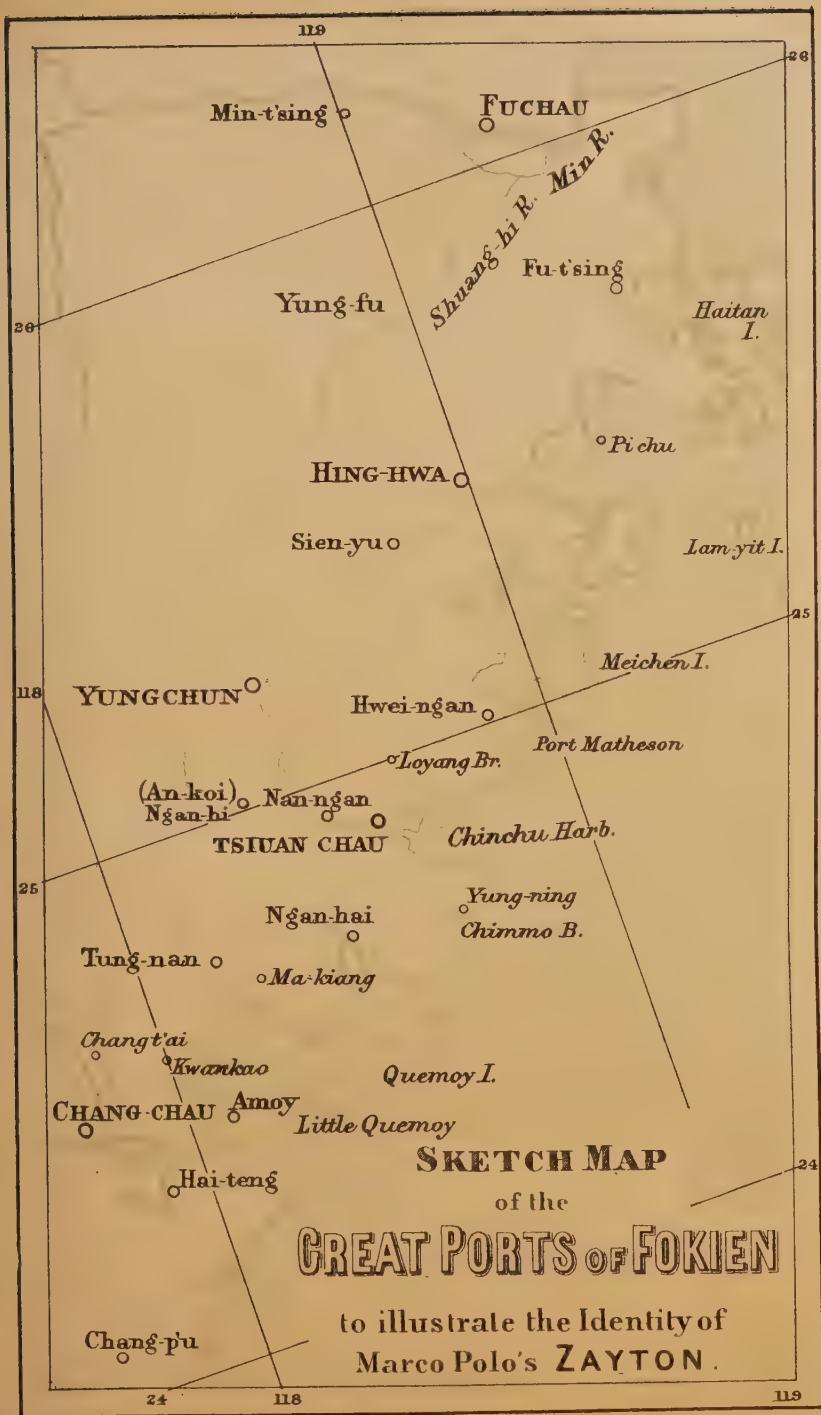 119
26
Min-t'sing
FUCHAU
Min R.
Shuang-hi R.
Fu-t'sing
Yung-fu
Haitan
I.
26
Pi chu
HING-HWA
Sien-yu
Lam-yit I.
25
Meichen I.
118
YUNGCHUN
Hwei-ngan
Port Matheson
Loyang Br.
(An-koi)
Ngan-hi
Nan-ngan
TSIUAN CHAU
Chinchu Harb.
25
Yung-ning
Ngan-hai
Chimmo B.
Tung-nan
Ma-kiang
Changt'ai
Kwankao
Quemoy I.
CHANG-CHAU
Amoy
Little Quemoy
Hai-teng
24
SKETCH MAP
of the
GREAT PORTS OF FOKIEN
to illustrate the Identity of
Marco Polo's ZAYTON.
Chang-p'u
24
118
119